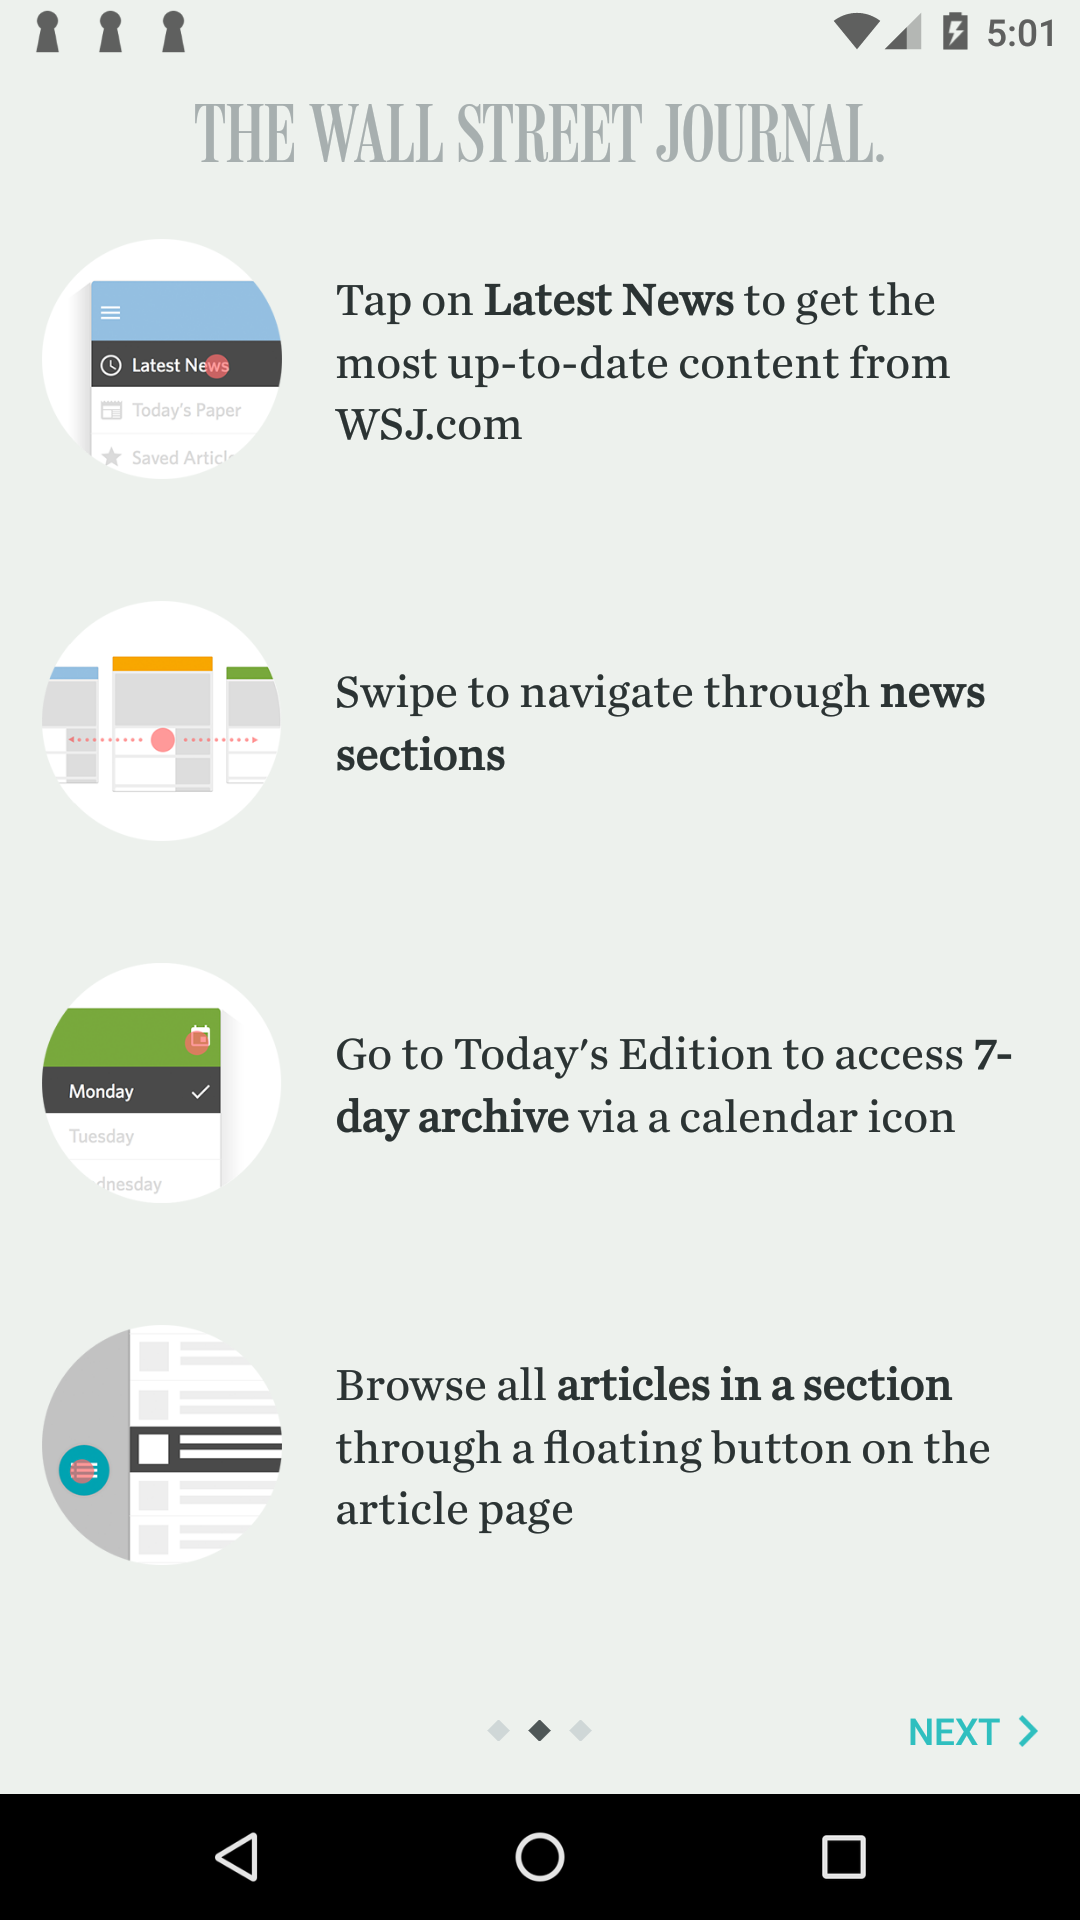 5:01
THE WALL STREET JOURNAL.
Latest News
Today's Paper
Saved Articl
Tap on Latest News to get the
most up-to-date content from
WSJ.com
Swipe to navigate through news
sections
Monday
Tuesday
dnesday
Go to Today's Edition to access 7-
day archive via a calendar icon
Browse all articles in a section
through a floating button on the
article page
NEXT